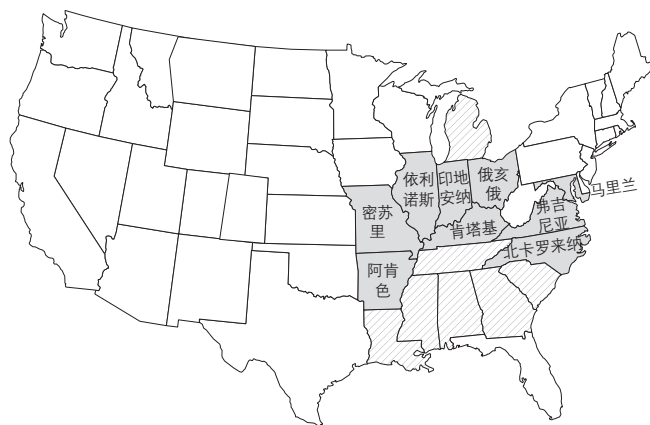 依利
诺斯
印地
安纳
俄亥
俄
马里兰
密苏
里
肯塔基
弗吉
尼亚
北卡罗来纳
阿肯
色